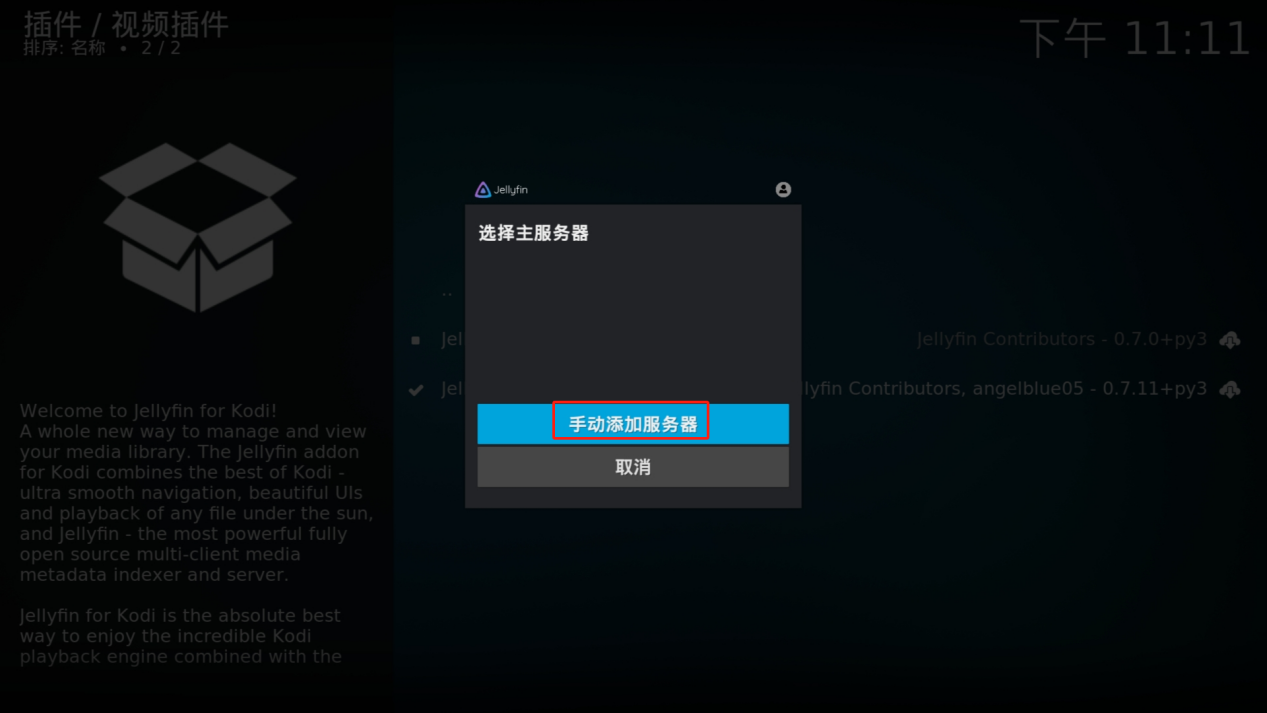 插件 / 视频插件
排序: 名称 • 2 / 2
下午 11:11
Jellyfin
选择主服务器
..
Jel
Jellyfin Contributors - 0.7.0+py3
Jel
llyfin Contributors, angelblue05 - 0.7.11+py3
手动添加服务器
取消
Welcome to Jellyfin for Kodi!
A whole new way to manage and view
your media library. The Jellyfin addon
for Kodi combines the best of Kodi -
ultra smooth navigation, beautiful UIs
and playback of any file under the sun,
and Jellyfin - the most powerful fully
open source multi-client media
metadata indexer and server.
Jellyfin for Kodi is the absolute best
way to enjoy the incredible Kodi
playback engine combined with the